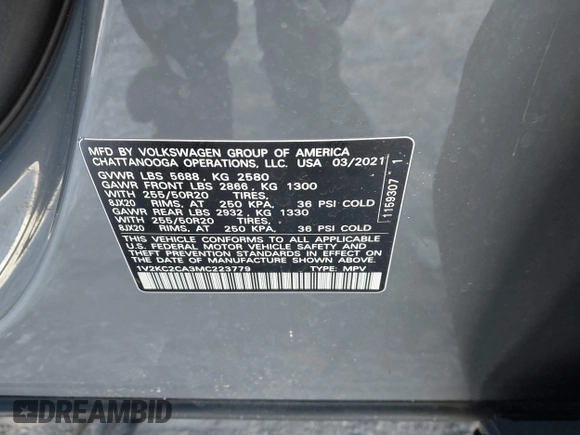 MFD BY VOLKSWAGEN GROUP OF AMERICA
CHATTANOOGA OPERATIONS, LLC. USA 03/2021
GVWR LBS 5688, KG 2580
GAWR FRONT LBS 2866, KG 1300
WITH 255/50R20 TIRES,
8JX20 RIMS, AT 250 KPA, 36 PSI COLD
GAWR REAR LBS 2932, KG 1330
WITH 255/50R20 TIRES,
8JX20 RIMS, AT 250 KPA, 36 PSI COLD
THIS VEHICLE CONFORMS TO ALL APPLICABLE
U.S. FEDERAL MOTOR VEHICLE SAFETY AND
THEFT PREVENTION STANDARDS IN EFFECT ON
THE DATE OF MANUFACTURE SHOWN ABOVE.
1V2KC2CA3MC223779 TYPE: MPV
1159307 1
DREAMBID